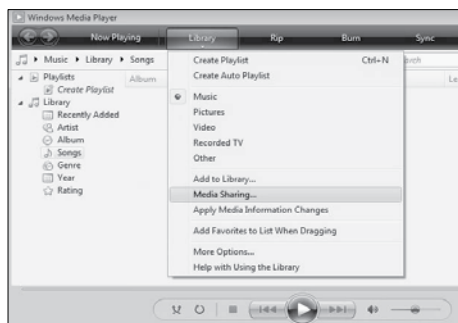 Windows Media Player
Now Playing Library Rip Burn Sync
Music Library Songs
Create Playlist Ctrl+N
Create Auto Playlist
Music
Pictures
Video
Recorded TV
Other
Add to Library...
Media Sharing...
Apply Media Information Changes
Add Favorites to List When Dragging
More Options...
Help with Using the Library
Playlists
Create Playlist
Library
Recently Added
Artist
Album
Songs
Genre
Year
Rating
Album